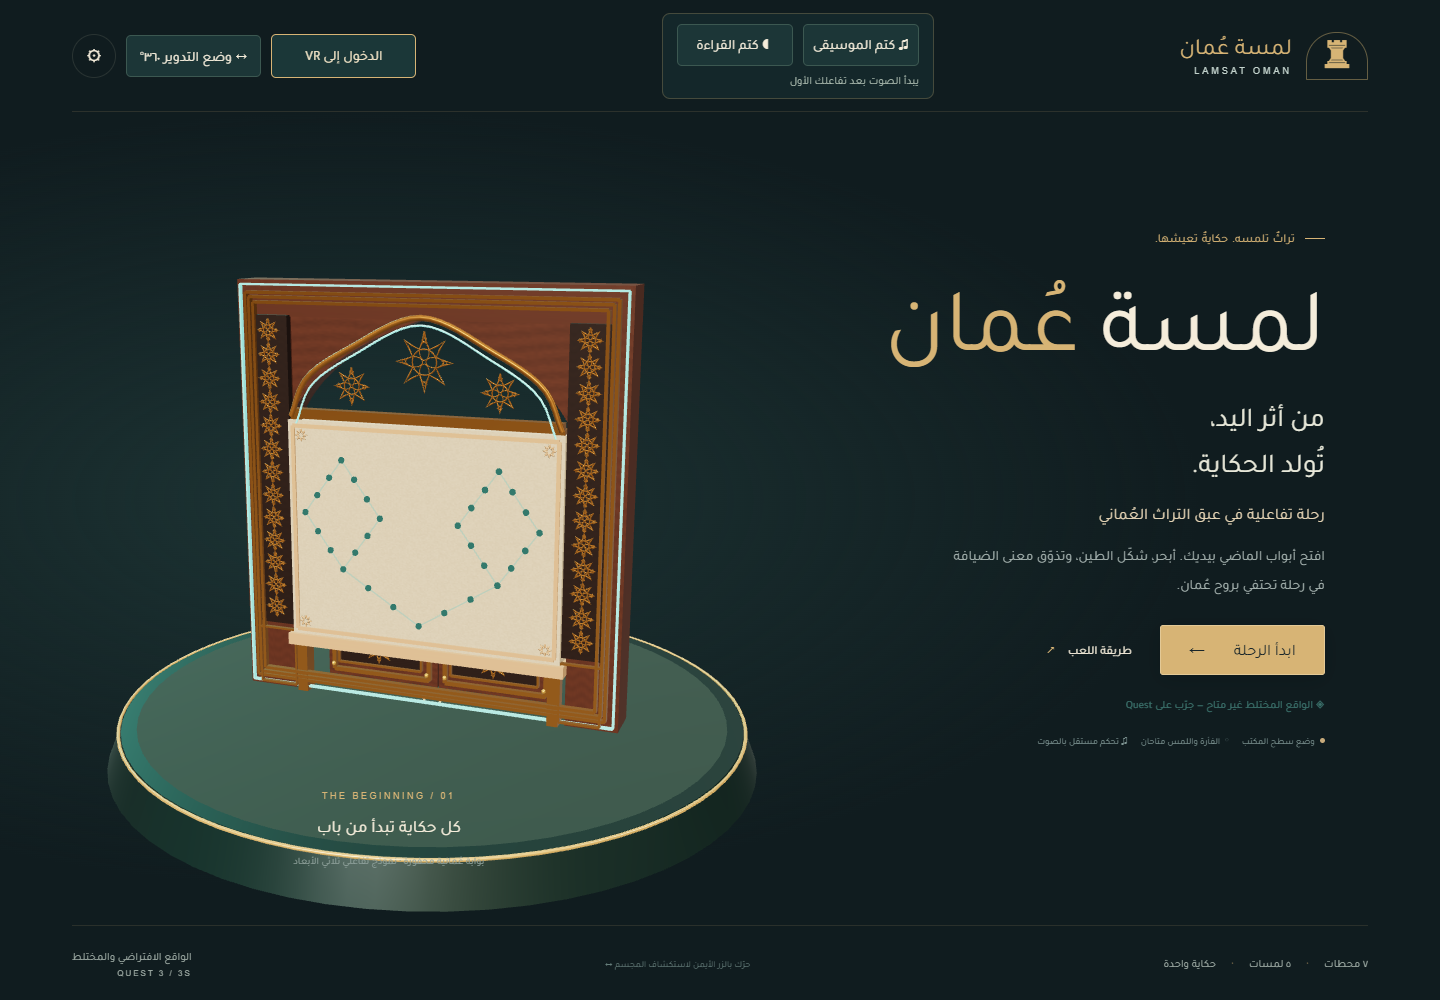 لمسة عُمان
LAMSAT OMAN
♫ كتم الموسيقى
◖ كتم القراءة
يبدأ الصوت بعد تفاعلك الأول
الدخول إلى VR
↔ وضع التدوير ٣٦٠°
تراثٌ تلمسه. حكايةٌ تعيشها.
لمسة عُمان
من أثر اليد،
تُولد الحكاية.
رحلة تفاعلية في عبق التراث العُماني
افتح أبواب الماضي بيديك. أبحر، شكّل الطين، وتذوّق معنى الضيافة
في رحلة تحتفي بروح عُمان.
ابدأ الرحلة ←
طريقة اللعب ↗
◈ الواقع المختلط غير متاح — جرّب على Quest
وضع سطح المكتب
الفأرة واللمس متاحان
♫ تحكم مستقل بالصوت
THE BEGINNING / 01
كل حكاية تبدأ من باب
٧ محطات · ٥ لمسات · حكاية واحدة
حرّك بالزر الأيمن لاستكشاف المجسم ↔
الواقع الافتراضي والمختلط
QUEST 3 / 3S